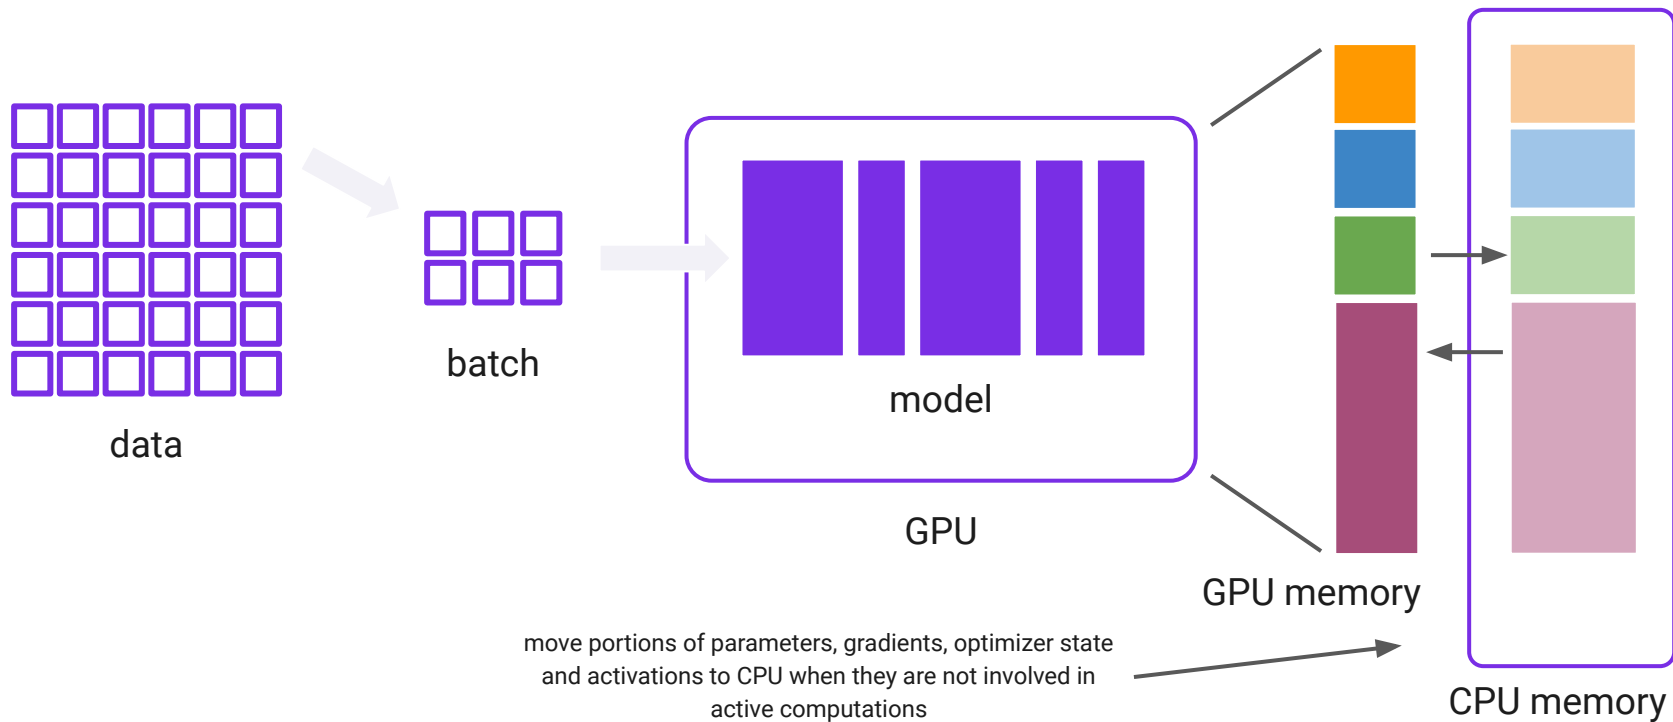 data
batch
model
GPU
GPU memory
move portions of parameters, gradients, optimizer state
and activations to CPU when they are not involved in
active computations
CPU memory